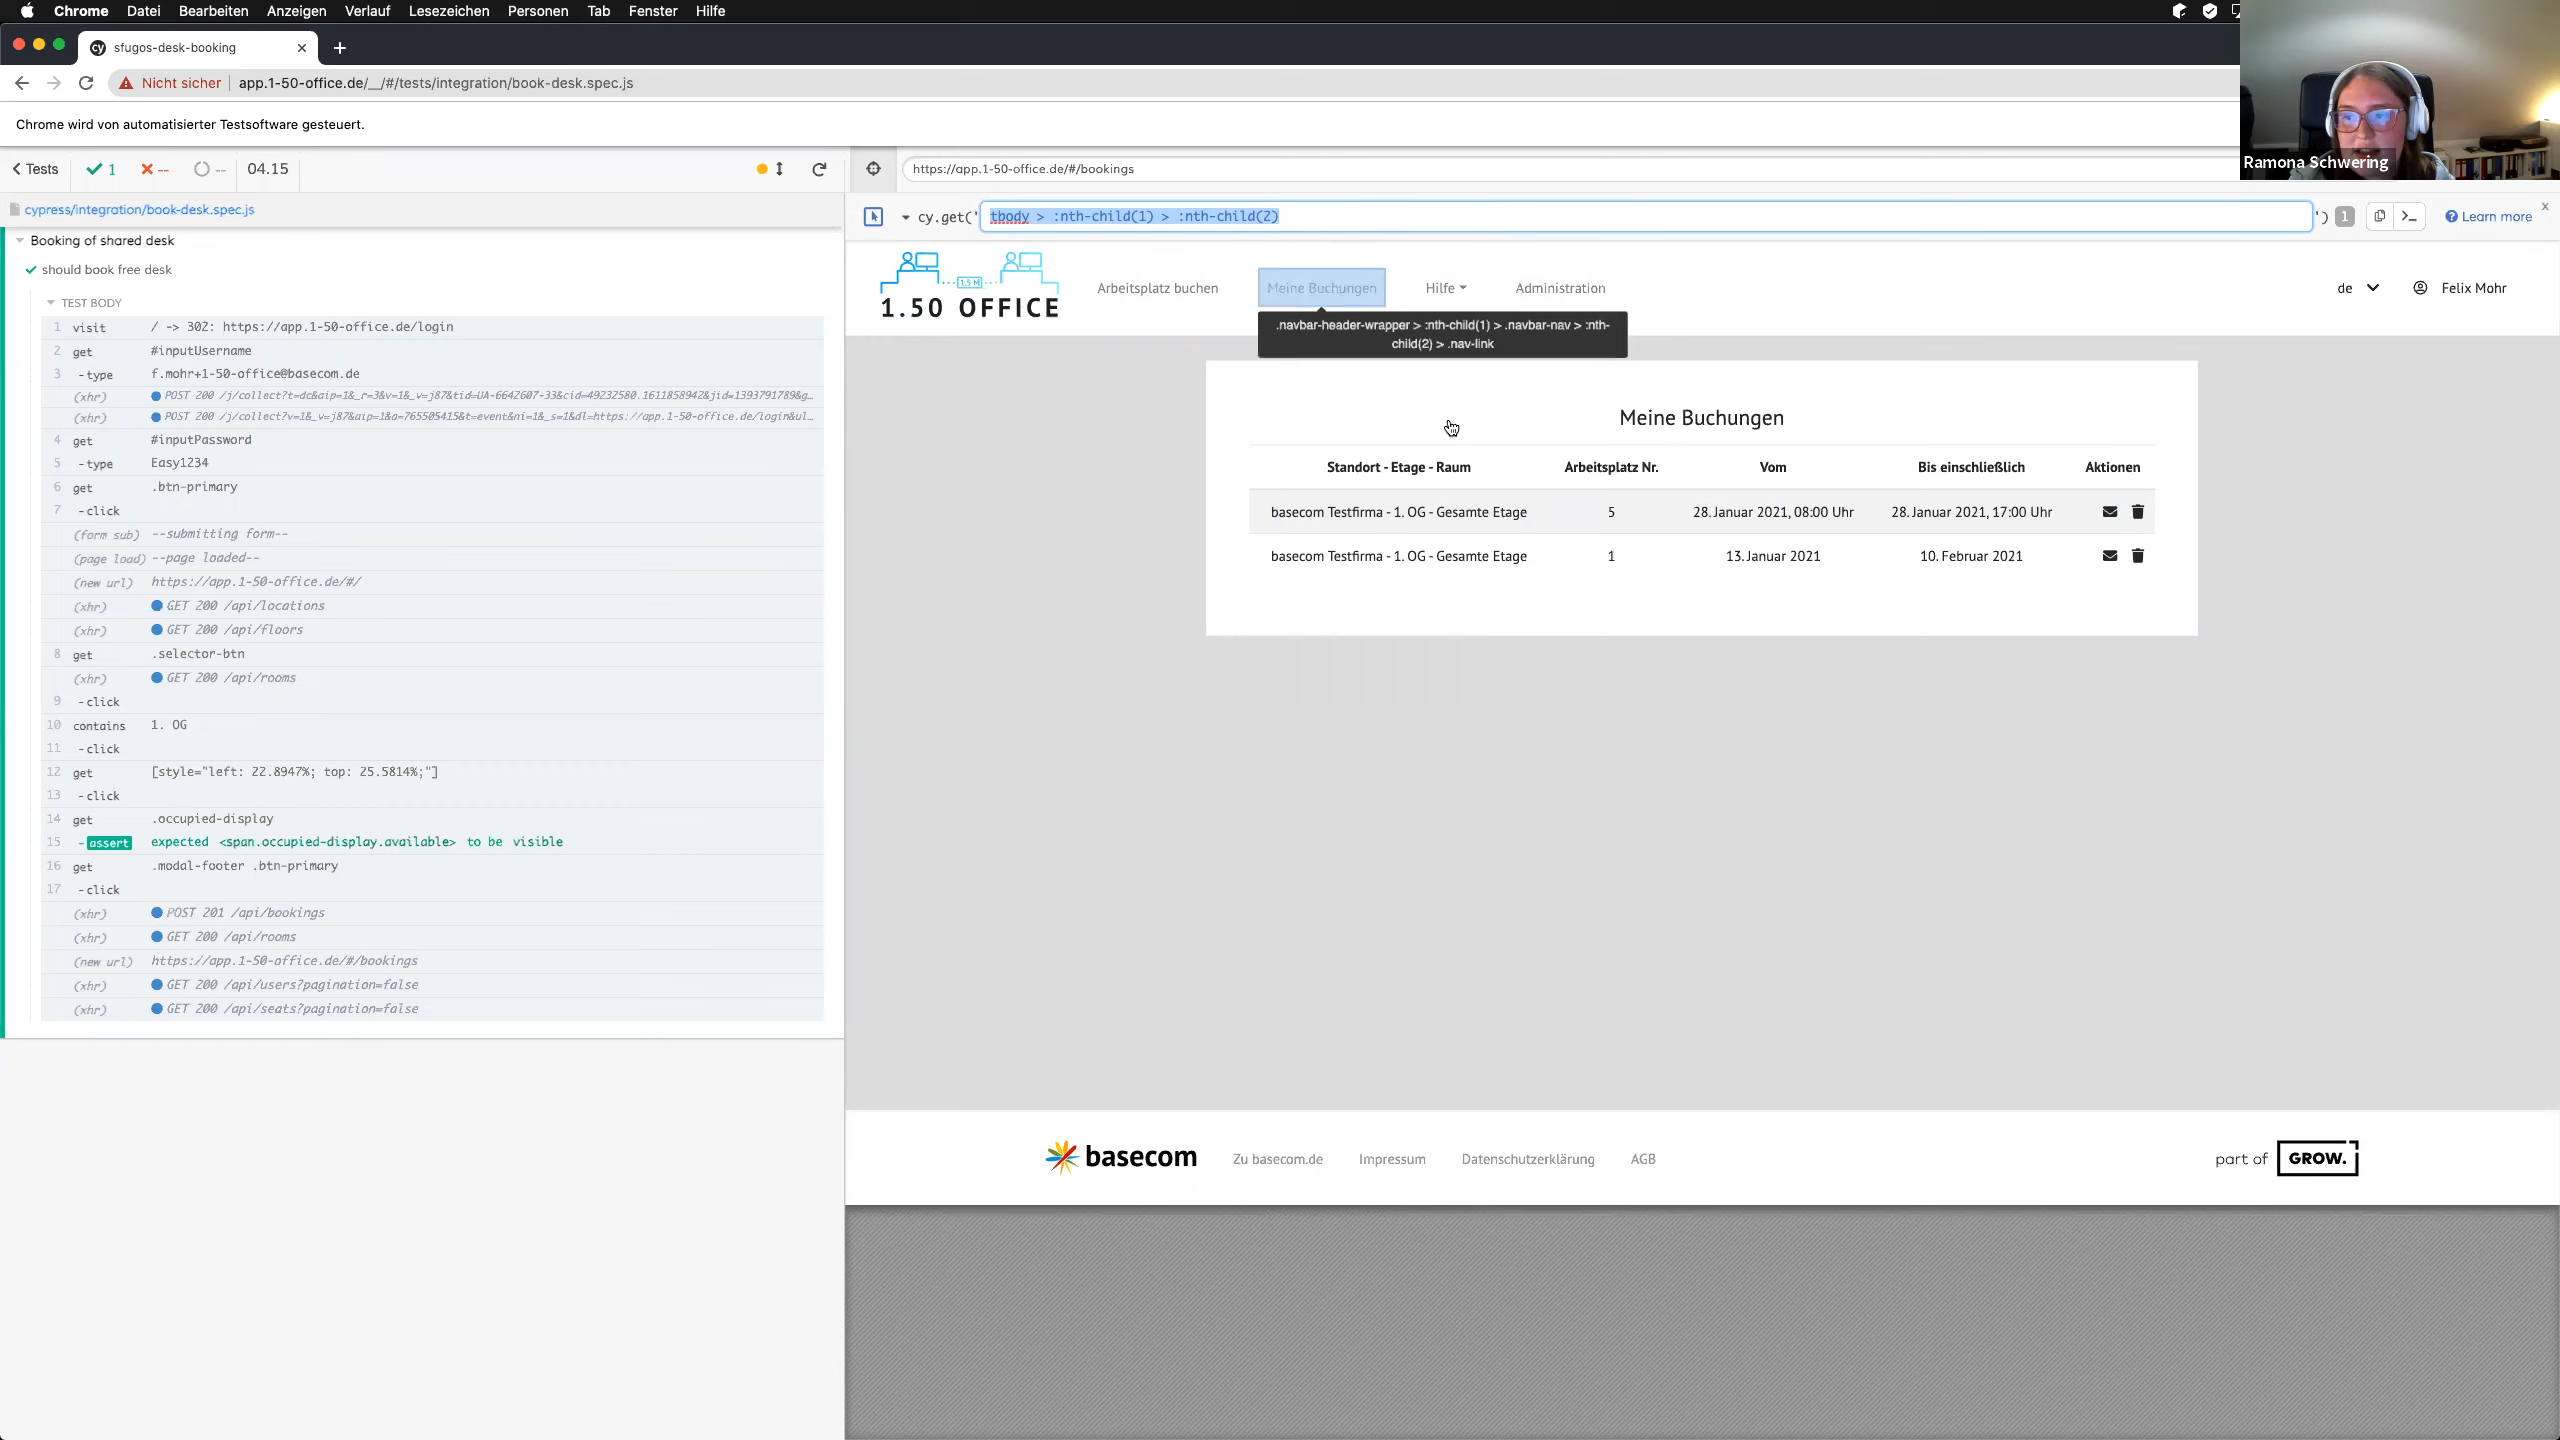 Chrome Datei Bearbeiten Anzeigen Verlauf Lesezeichen Personen Tab Fenster Hilfe
cy sfugos-desk-booking
Nicht sicher app.1-50-office.de/__/#/tests/integration/book-desk.spec.js
Chrome wird von automatisierter Testsoftware gesteuert.
Ramona Schwering
Tests 1 -- -- 04.15
cypress/integration/book-desk.spec.js
Booking of shared desk
should book free desk
TEST BODY
1 visit / -> 302: https://app.1-50-office.de/login
2 get #inputUsername
3 -type f.mohr+1-50-office@basecom.de
(xhr) POST 200 /j/collect?t=dc&aip=1&_r=3&v=1&_v=j87&tid=UA-6642607-33&cid=49232580.1611858942&jid=1393791789&g…
(xhr) POST 200 /j/collect?v=1&_v=j87&aip=1&a=765505415&t=event&ni=1&_s=1&dl=https://app.1-50-office.de/login&ul…
4 get #inputPassword
5 -type Easy1234
6 get .btn-primary
7 -click
(form sub) --submitting form--
(page load) --page loaded--
(new url) https://app.1-50-office.de/#/
(xhr) GET 200 /api/locations
(xhr) GET 200 /api/floors
8 get .selector-btn
(xhr) GET 200 /api/rooms
9 -click
10 contains 1. OG
11 -click
12 get [style="left: 22.8947%; top: 25.5814%;"]
13 -click
14 get .occupied-display
15 -assert expected <span.occupied-display.available> to be visible
16 get .modal-footer .btn-primary
17 -click
(xhr) POST 201 /api/bookings
(xhr) GET 200 /api/rooms
(new url) https://app.1-50-office.de/#/bookings
(xhr) GET 200 /api/users?pagination=false
(xhr) GET 200 /api/seats?pagination=false
https://app.1-50-office.de/#/bookings
cy.get('tbody > :nth-child(1) > :nth-child(2)') 1 Learn more x
1.5 M
1.50 OFFICE
Arbeitsplatz buchen Meine Buchungen Hilfe Administration de Felix Mohr
.navbar-header-wrapper > :nth-child(1) > .navbar-nav > :nth-
child(2) > .nav-link
Meine Buchungen
Standort - Etage - Raum Arbeitsplatz Nr. Vom Bis einschließlich Aktionen
basecom Testfirma - 1. OG - Gesamte Etage 5 28. Januar 2021, 08:00 Uhr 28. Januar 2021, 17:00 Uhr
basecom Testfirma - 1. OG - Gesamte Etage 1 13. Januar 2021 10. Februar 2021
basecom Zu basecom.de Impressum Datenschutzerklärung AGB part of GROW.